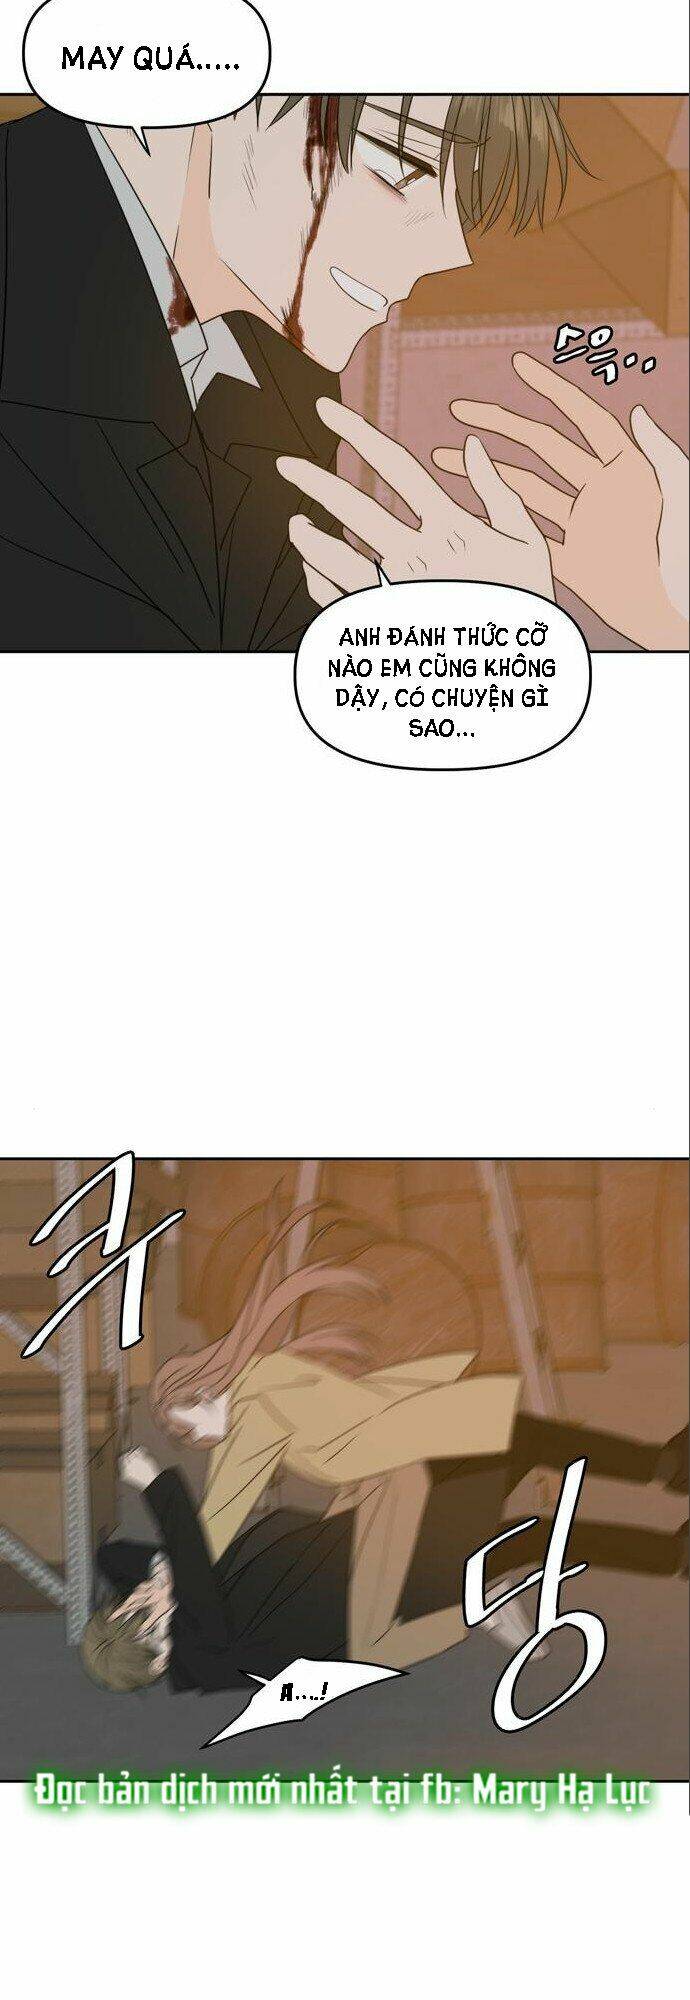 MAY QUÁ.....
스윽..
ANH ĐÁNH THỨC CỠ
NÀO EM CŨNG KHÔNG
DẬY, CÓ CHUYỆN GÌ
SAO...
쿠
당
Đọc bản dịch mới nhất tại fb: Mary Hạ Lục